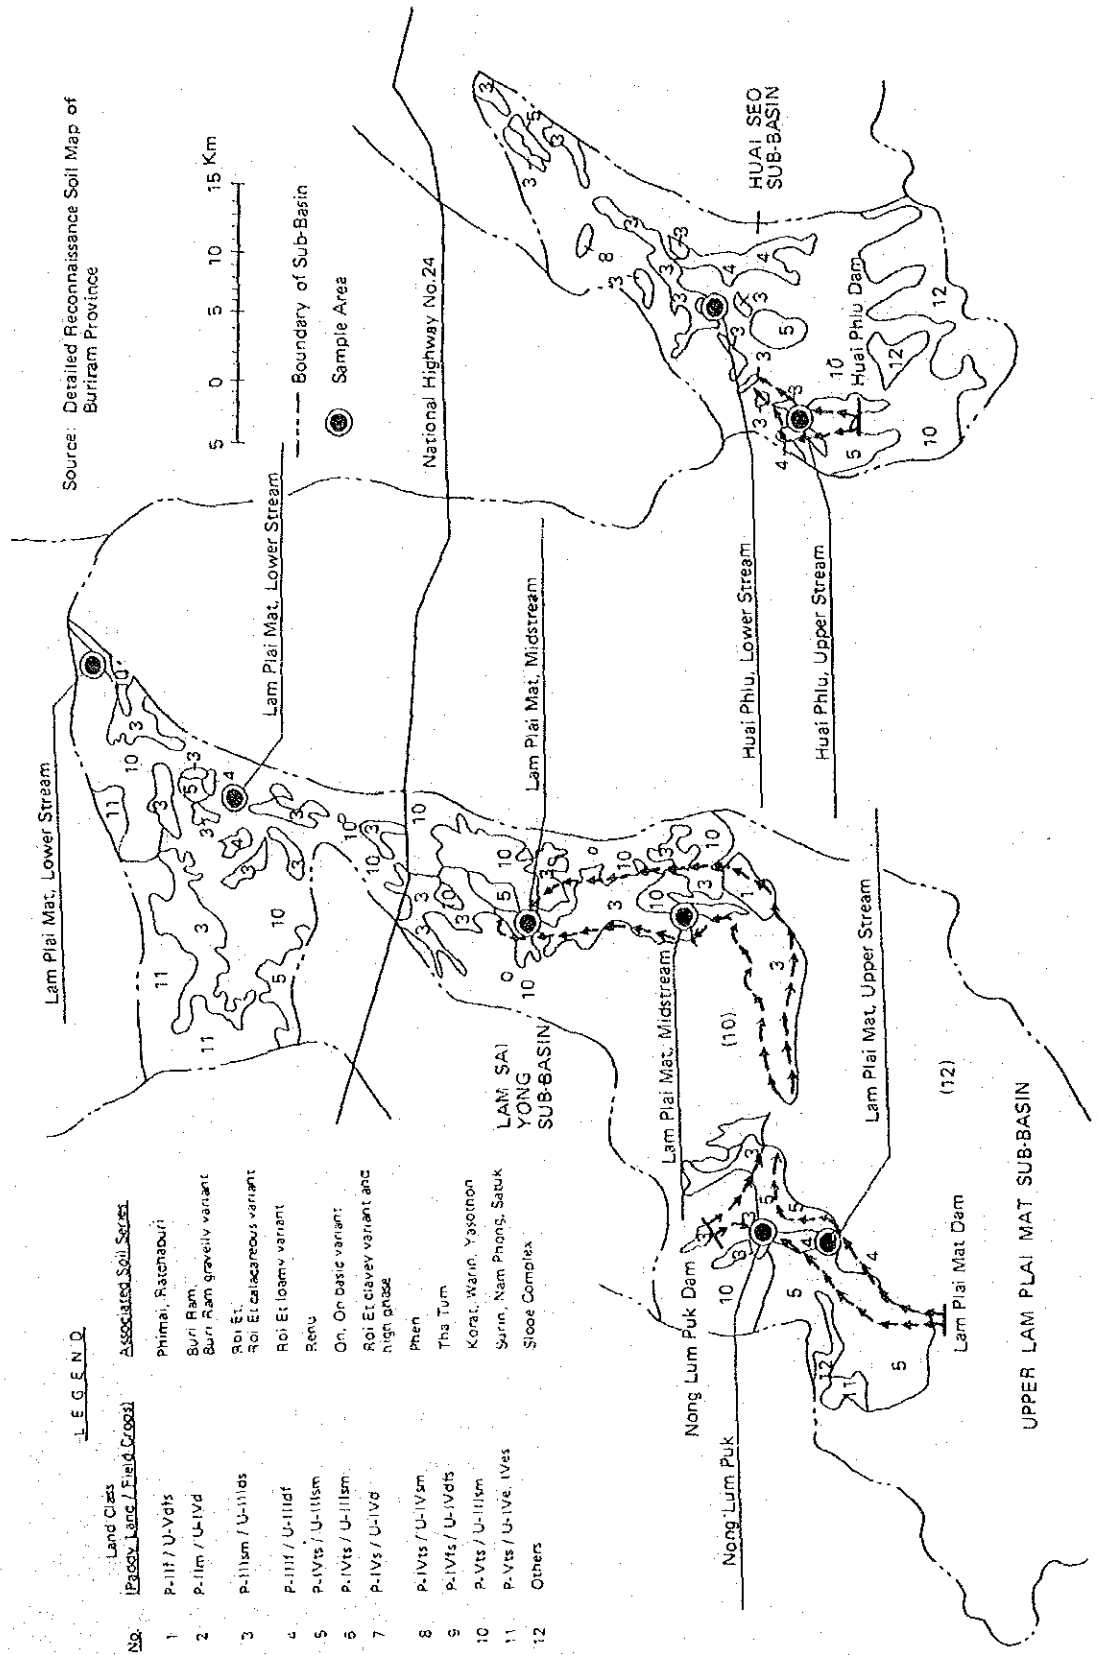 LEGEND
Land Class
No. (Paddy Land / Field Crops) Associated Soil Series
1 P-IIf / U-Vdfs Phimai, Ratchaburi
2 P-IIm / U-IVd Buri Ram,
Buri Ram gravelly variant
3 P-IIIsm / U-IIIds Roi Et,
Roi Et calacareous variant
4 P-IIIf / U-IIIdf Roi Et loamy variant
5 P-IVts / U-IIIsm Renu
6 P-IVts / U-IIIsm On, On basic variant
7 P-IVs / U-IVd Roi Et clayey variant and
high phase
8 P-IVts / U-IVsm Phen
9 P-IVfs / U-IVdfs Tha Tum
10 P-Vts / U-IIIsm Korat, Warin, Yasothon
11 P-Vts / U-IVe, IVes Surin, Nam Phong, Satuk
12 Others Slope Complex
Source: Detailed Reconnaissance Soil Map of
Buriram Province
5 0 5 10 15 Km
Boundary of Sub-Basin
Sample Area
National Highway No.24
Lam Plai Mat, Lower Stream
Lam Plai Mat, Lower Stream
Lam Plai Mat, Midstream
LAM SAI
YONG
SUB-BASIN
Lam Plai Mat, Midstream
Lam Plai Mat, Upper Stream
Nong Lum Puk Dam
Nong Lum Puk
Lam Plai Mat Dam
UPPER LAM PLAI MAT SUB-BASIN
(10)
(12)
HUAI SEO
SUB-BASIN
Huai Phlu Dam
Huai Phlu, Lower Stream
Huai Phlu, Upper Stream